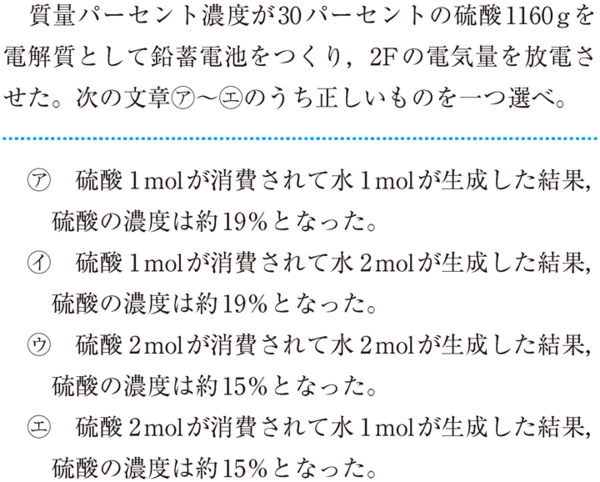 質量パーセント濃度が30パーセントの硫酸1160gを
電解質として鉛蓄電池をつくり，2Fの電気量を放電さ
せた。次の文章㋐～㋓のうち正しいものを一つ選べ。
㋐　硫酸1molが消費されて水1molが生成した結果，
硫酸の濃度は約19%となった。
㋑　硫酸1molが消費されて水2molが生成した結果，
硫酸の濃度は約19%となった。
㋒　硫酸2molが消費されて水2molが生成した結果，
硫酸の濃度は約15%となった。
㋓　硫酸2molが消費されて水1molが生成した結果，
硫酸の濃度は約15%となった。